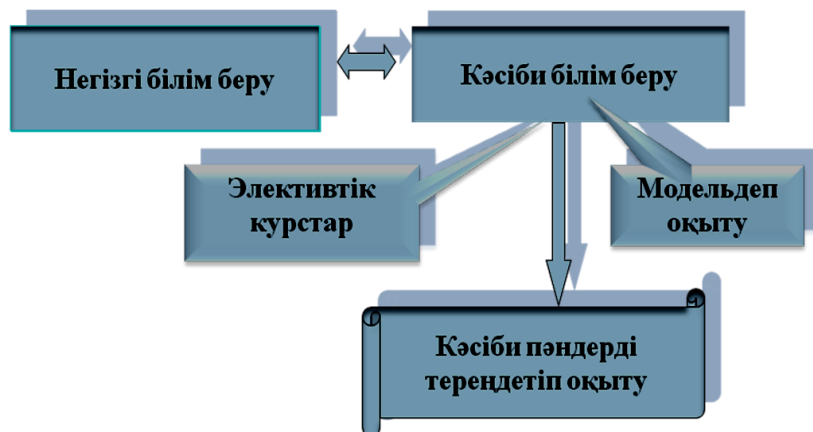 Негізгі білім беру
Кәсіби білім беру
Элективтік
курстар
Модельдеп
оқыту
Кәсіби пәндерді
тереңдетіп оқыту